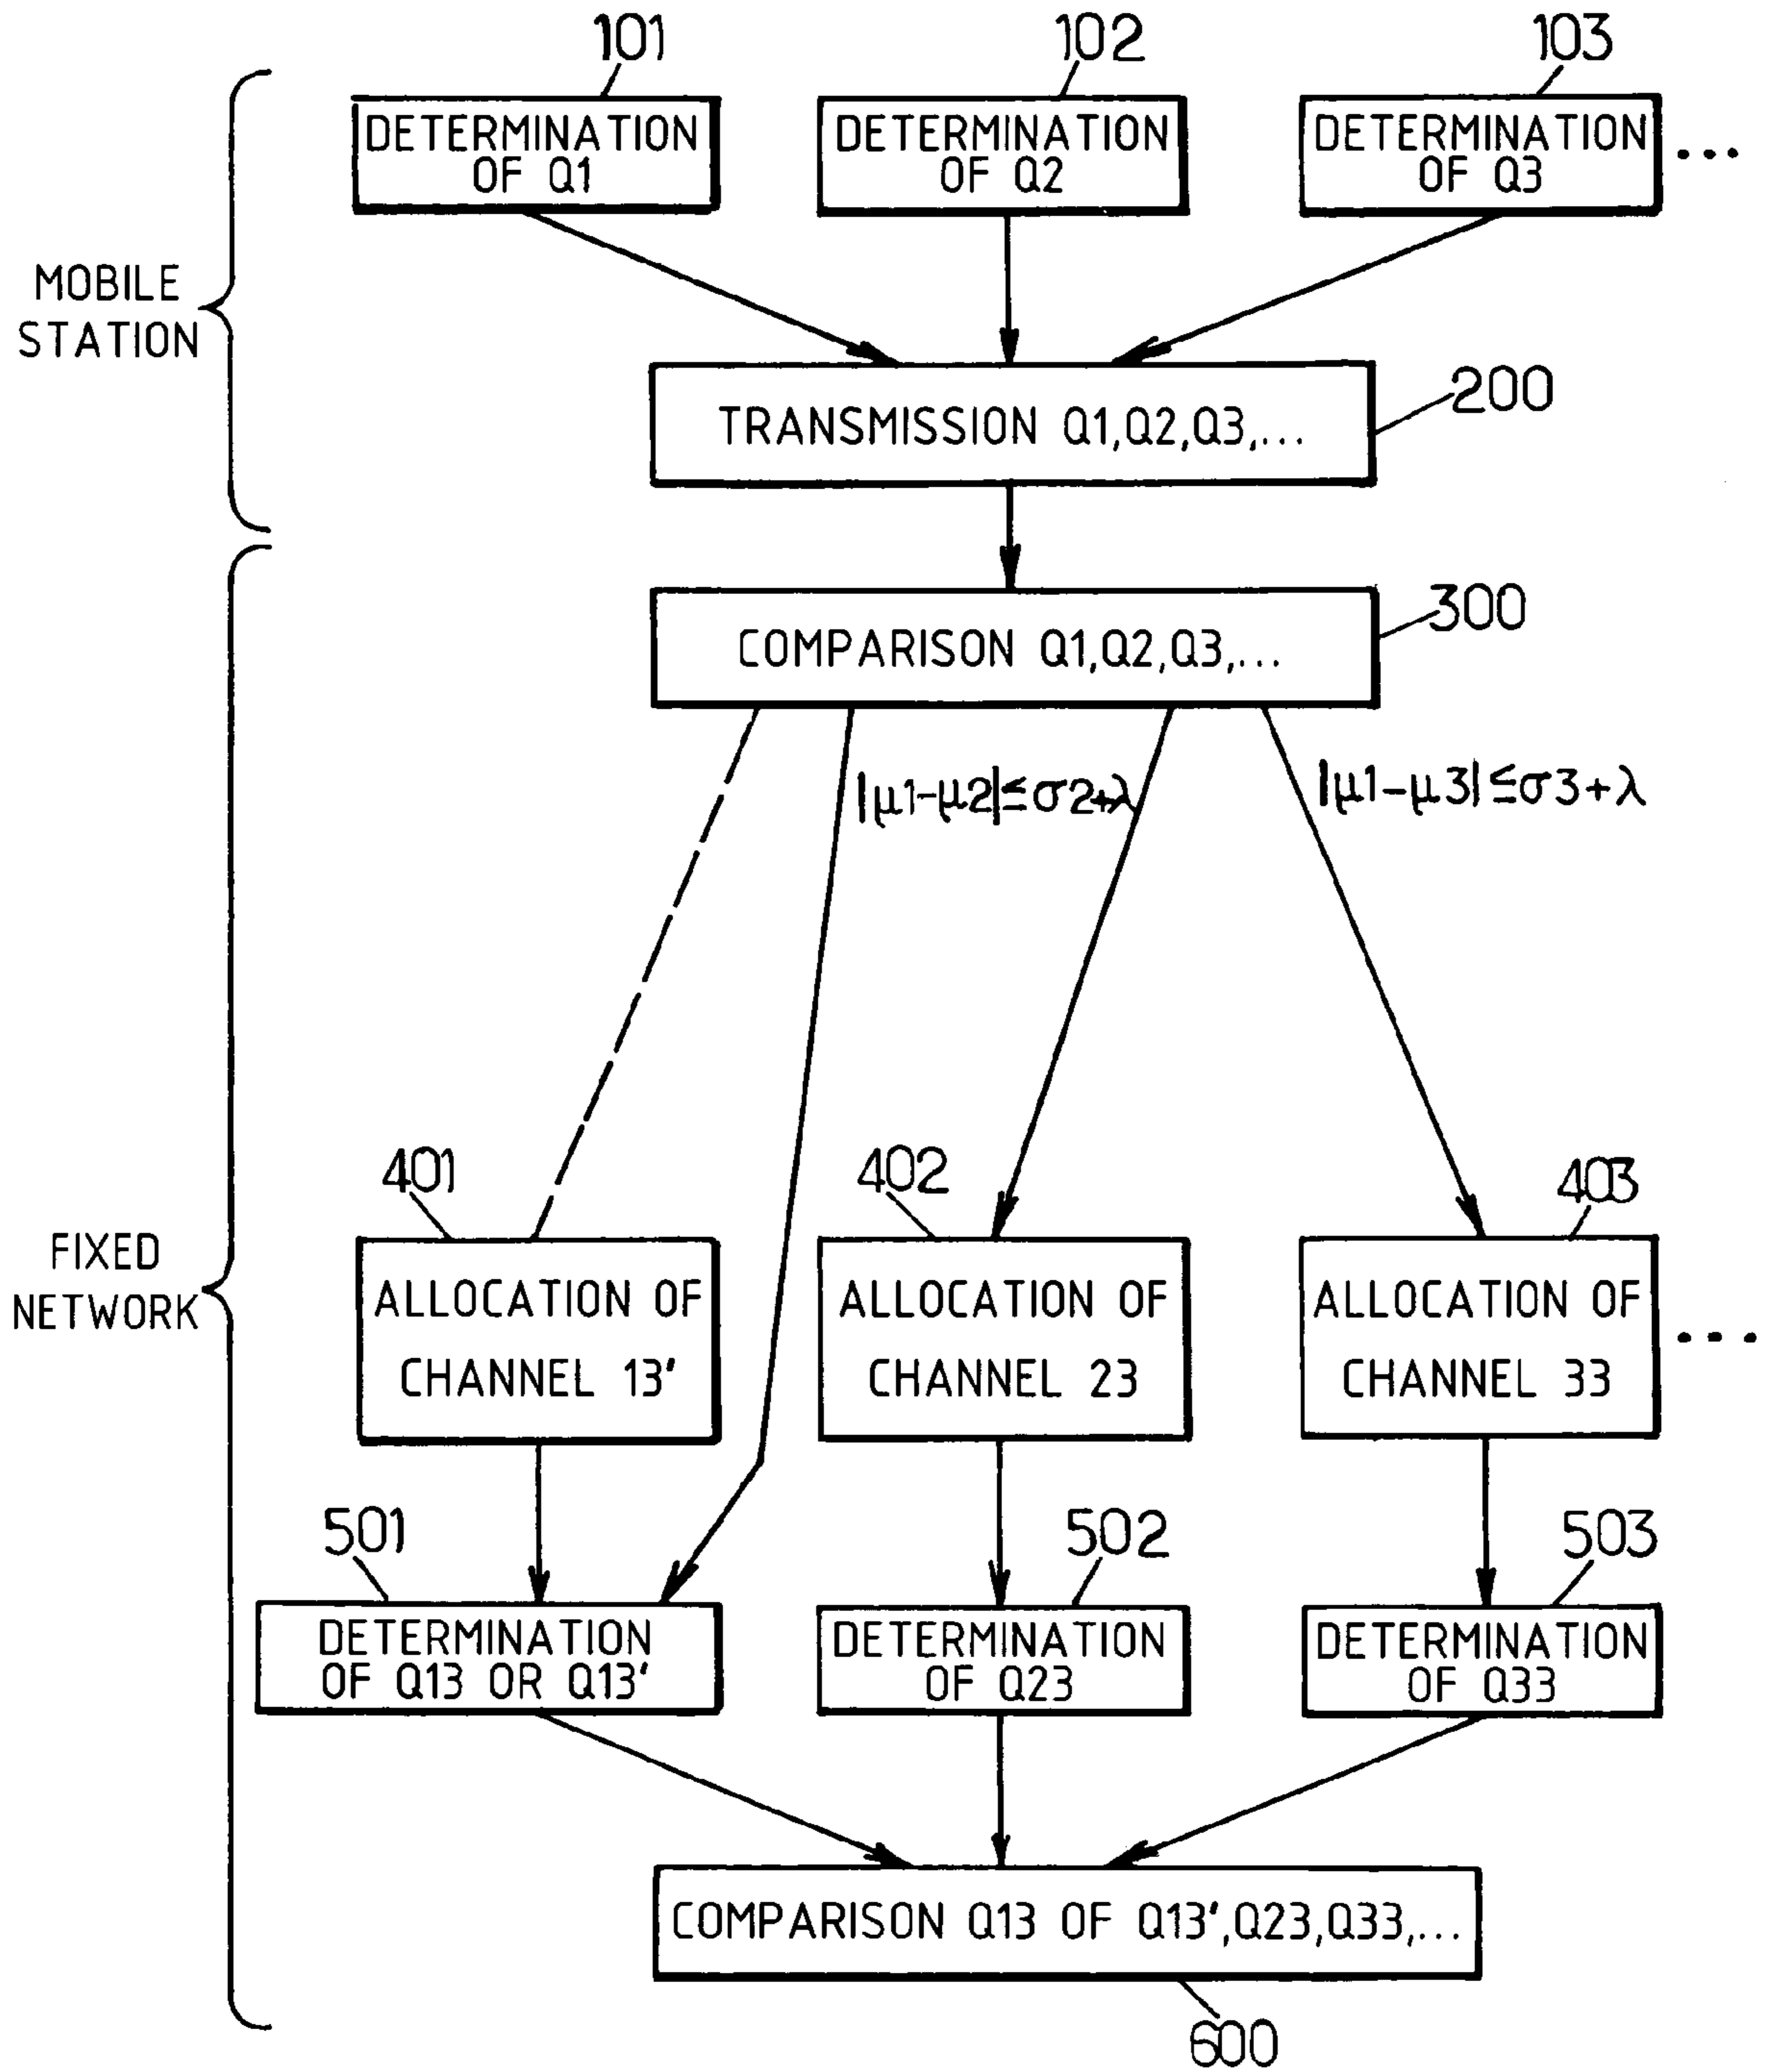 101
102
103
DETERMINATION
OF Q1
DETERMINATION
OF Q2
DETERMINATION
OF Q3
...
MOBILE
STATION
TRANSMISSION Q1,Q2,Q3,...
200
COMPARISON Q1,Q2,Q3,...
300
|μ1-μ2|≦σ2+λ
|μ1-μ3|≦σ3+λ
401
402
403
FIXED
NETWORK
ALLOCATION OF
CHANNEL 13'
ALLOCATION OF
CHANNEL 23
ALLOCATION OF
CHANNEL 33
...
501
502
503
DETERMINATION
OF Q13 OR Q13'
DETERMINATION
OF Q23
DETERMINATION
OF Q33
COMPARISON Q13 OF Q13',Q23,Q33,...
600